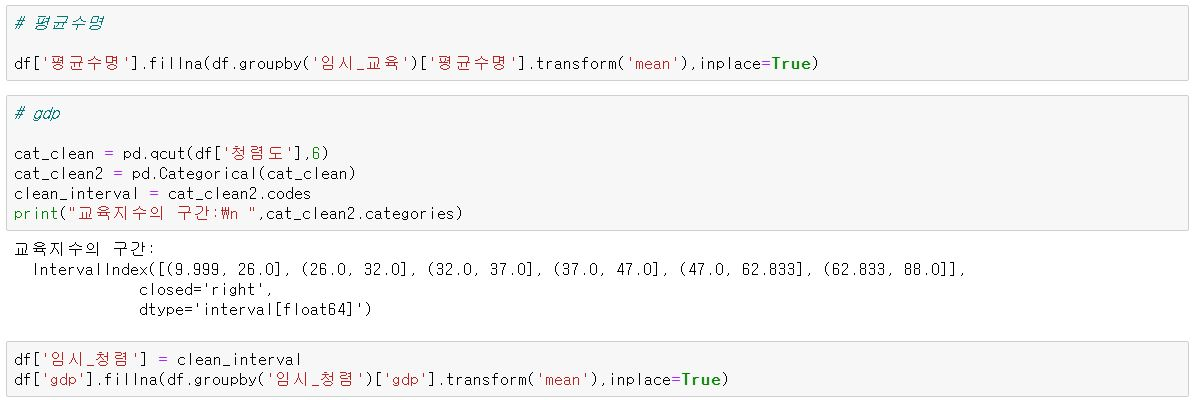 # 평균수명
df['평균수명'].fillna(df.groupby('임시_교육')['평균수명'].transform('mean'),inplace=True)
# gdp
cat_clean = pd.qcut(df['청렴도'],6)
cat_clean2 = pd.Categorical(cat_clean)
clean_interval = cat_clean2.codes
print("교육지수의 구간:₩n ",cat_clean2.categories)
교육지수의 구간:
IntervalIndex([(9.999, 26.0], (26.0, 32.0], (32.0, 37.0], (37.0, 47.0], (47.0, 62.833], (62.833, 88.0]],
closed='right',
dtype='interval[float64]')
df['임시_청렴'] = clean_interval
df['gdp'].fillna(df.groupby('임시_청렴')['gdp'].transform('mean'),inplace=True)